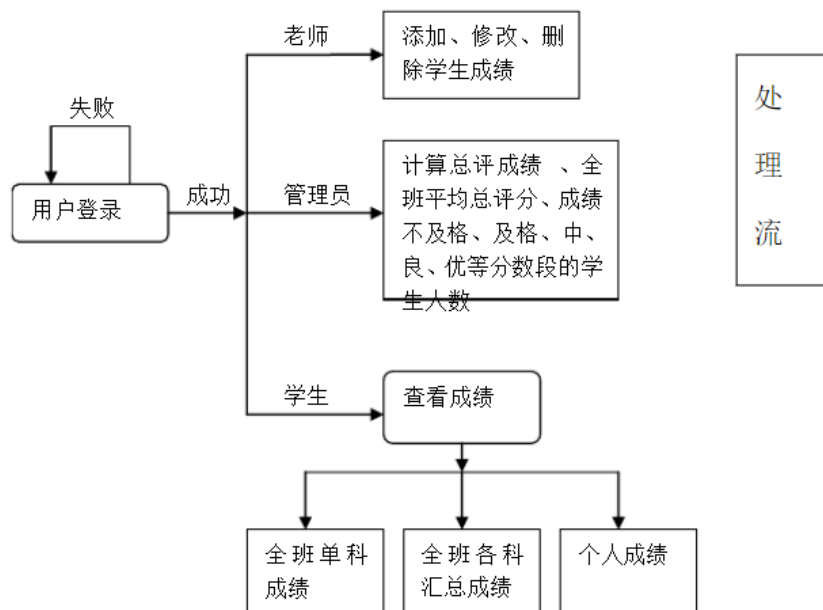 老师
添加、修改、删
除学生成绩
失败
用户登录
成功
管理员
计算总评成绩 、全
班平均总评分、成绩
不及格、及格、中、
良、优等分数段的学
生人数
学生
查看成绩
全班单科
成绩
全班各科
汇总成绩
个人成绩
处
理
流